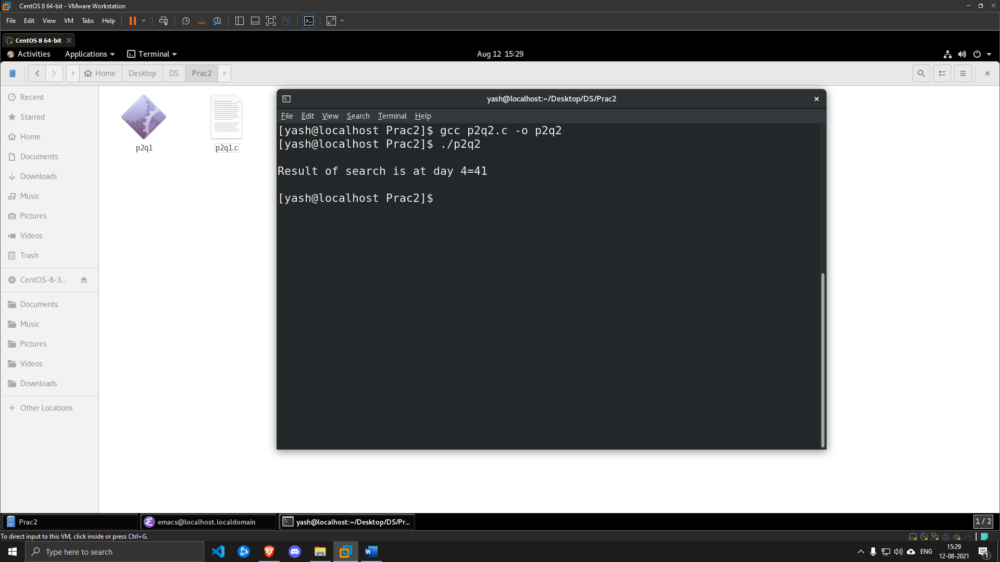 CentOS 8 64-bit - VMware Workstation
File Edit View VM Tabs Help
CentOS 8 64-bit
Activities Applications Terminal Aug 12 15:29
Home Desktop DS Prac2
Recent
Starred
Home
Documents
Downloads
Music
Pictures
Videos
Trash
CentOS-8-3...
Documents
Music
Pictures
Videos
Downloads
Other Locations
p2q1 p2q1.c
yash@localhost:~/Desktop/DS/Prac2
File Edit View Search Terminal Help
[yash@localhost Prac2]$ gcc p2q2.c -o p2q2
[yash@localhost Prac2]$ ./p2q2
Result of search is at day 4=41
[yash@localhost Prac2]$
Prac2 emacs@localhost.localdomain yash@localhost:~/Desktop/DS/Pr... 1 / 2
To direct input to this VM, click inside or press Ctrl+G.
Type here to search
ENG 15:29
12-08-2021
1